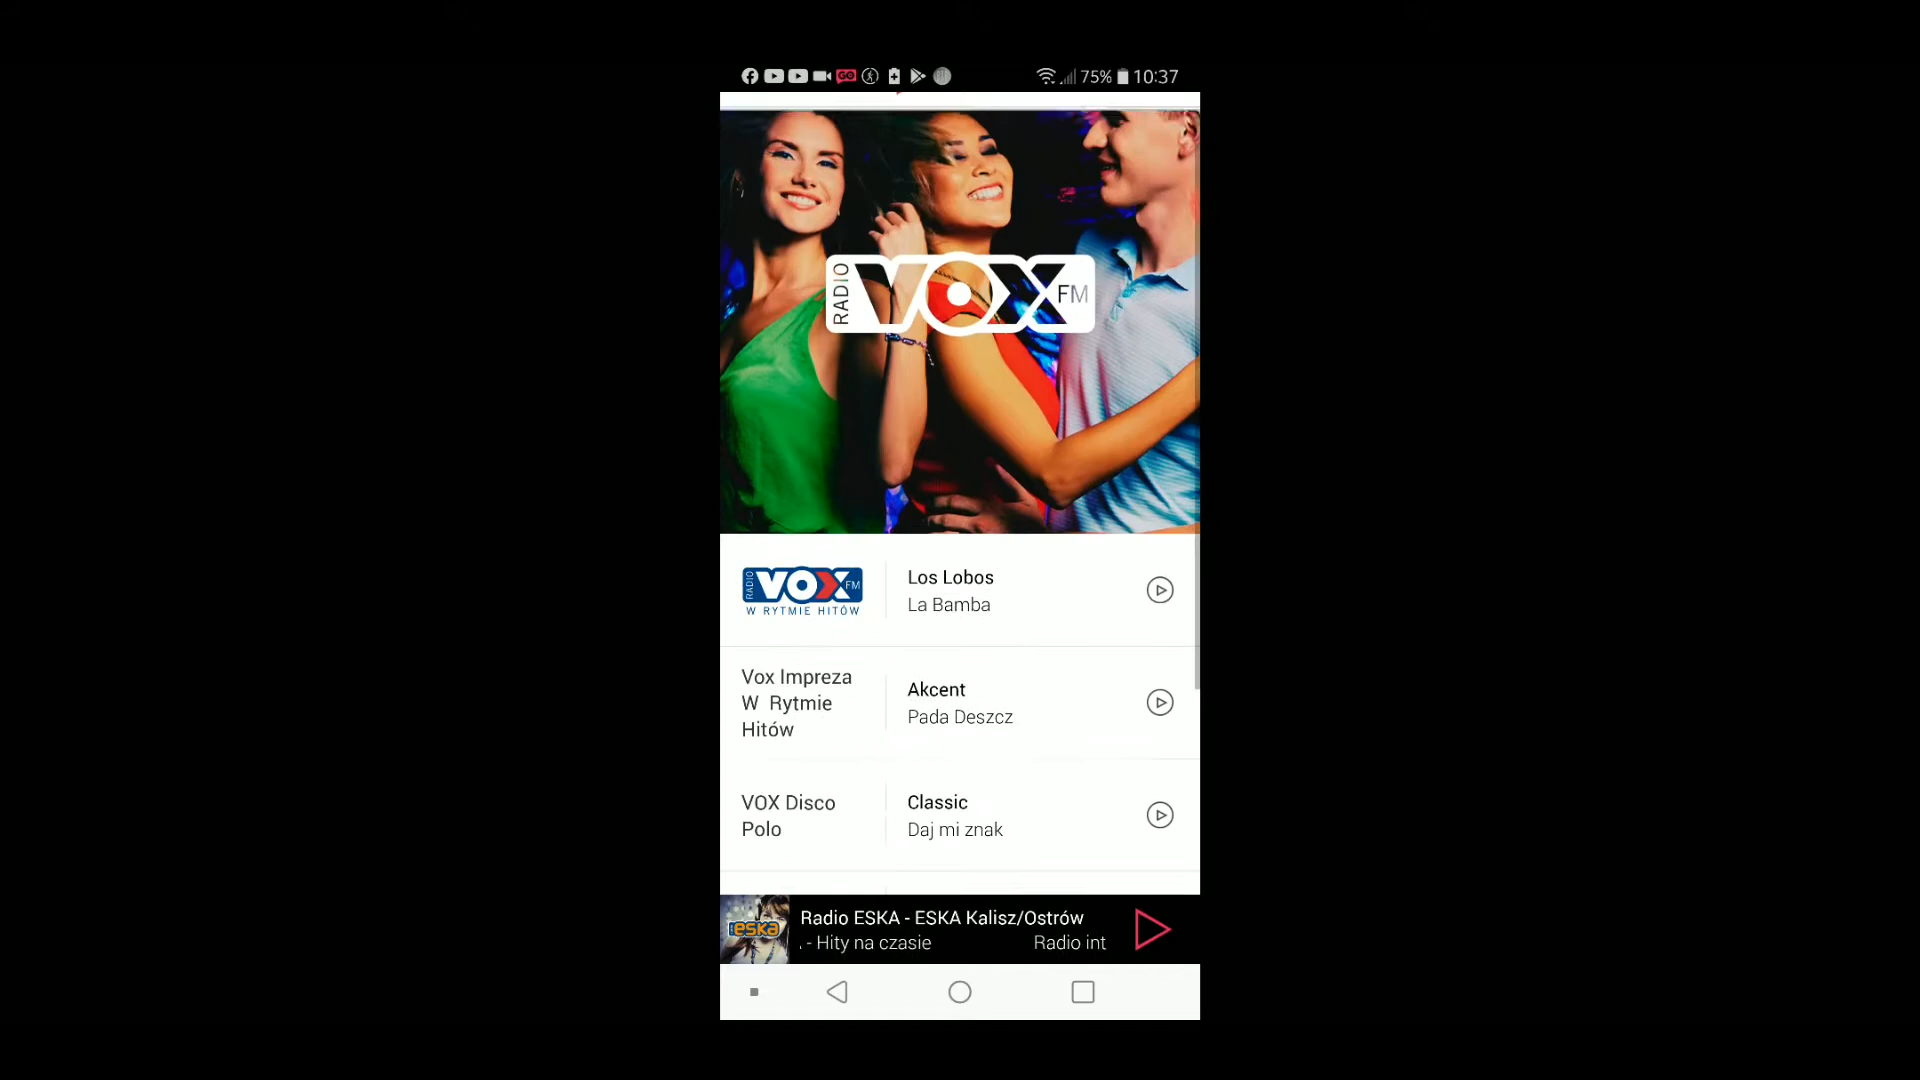 GO 75% 10:37
RADIO VOX FM
RADIO VOX FM
W RYTMIE HITÓW
Los Lobos
La Bamba
Vox Impreza
W Rytmie
Hitów
Akcent
Pada Deszcz
VOX Disco
Polo
Classic
Daj mi znak
eska
Radio ESKA - ESKA Kalisz/Ostrów
. - Hity na czasie Radio int